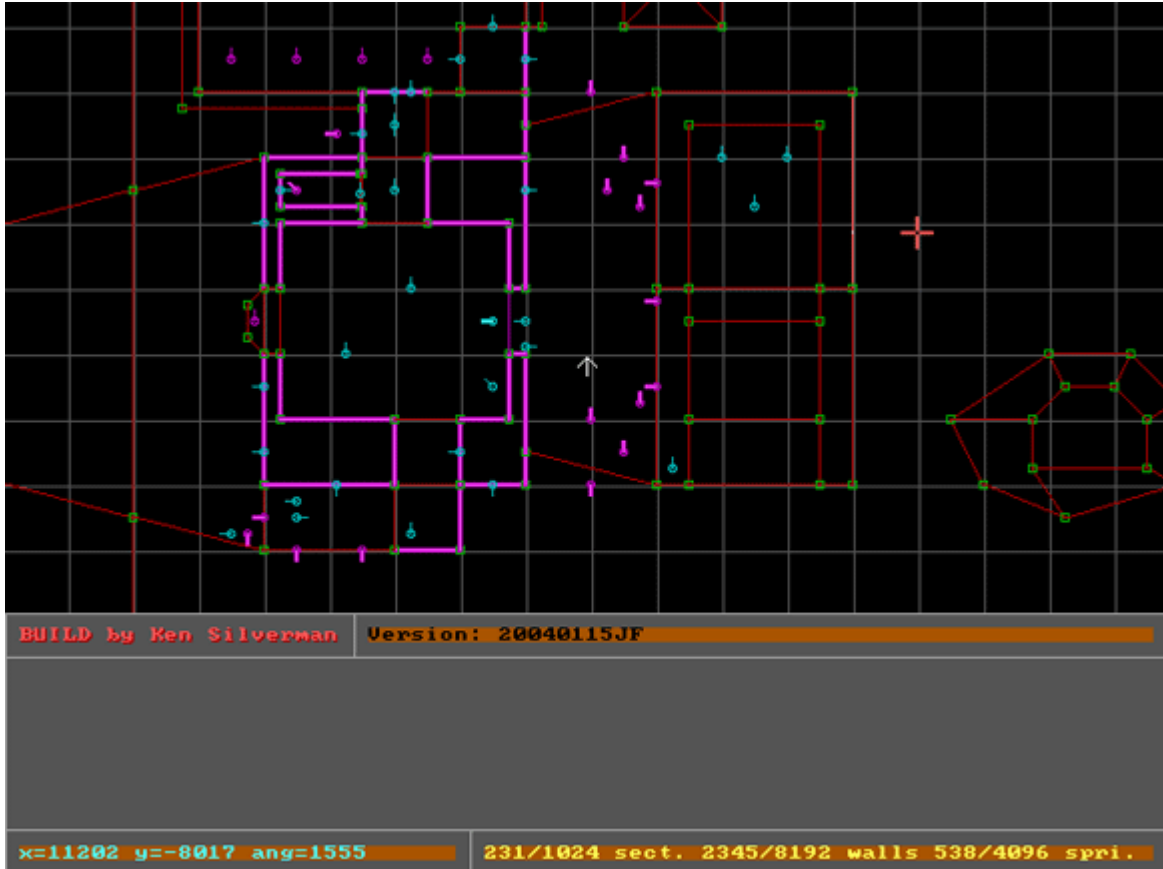 BUILD by Ken Silverman
Version: 20040115JF
x=11202 y=-8017 ang=1555
231/1024 sect. 2345/8192 walls 538/4096 spri.